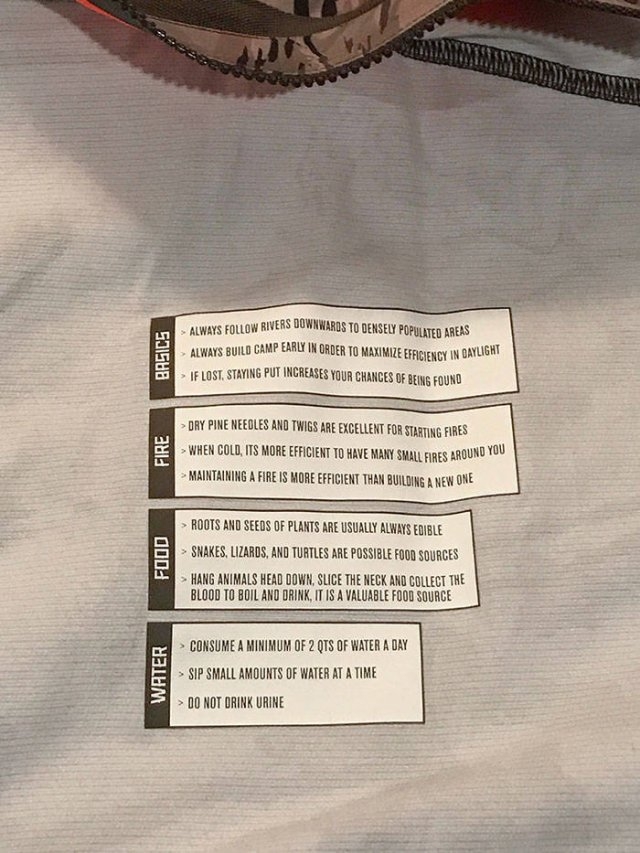 BASICS
> ALWAYS FOLLOW RIVERS DOWNWARDS TO DENSELY POPULATED AREAS
> ALWAYS BUILD CAMP EARLY IN ORDER TO MAXIMIZE EFFICIENCY IN DAYLIGHT
> IF LOST, STAYING PUT INCREASES YOUR CHANCES OF BEING FOUND
FIRE
> DRY PINE NEEDLES AND TWIGS ARE EXCELLENT FOR STARTING FIRES
> WHEN COLD, ITS MORE EFFICIENT TO HAVE MANY SMALL FIRES AROUND YOU
> MAINTAINING A FIRE IS MORE EFFICIENT THAN BUILDING A NEW ONE
FOOD
> ROOTS AND SEEDS OF PLANTS ARE USUALLY ALWAYS EDIBLE
> SNAKES, LIZARDS, AND TURTLES ARE POSSIBLE FOOD SOURCES
> HANG ANIMALS HEAD DOWN, SLICE THE NECK AND COLLECT THE
BLOOD TO BOIL AND DRINK, IT IS A VALUABLE FOOD SOURCE
WATER
> CONSUME A MINIMUM OF 2 QTS OF WATER A DAY
> SIP SMALL AMOUNTS OF WATER AT A TIME
> DO NOT DRINK URINE